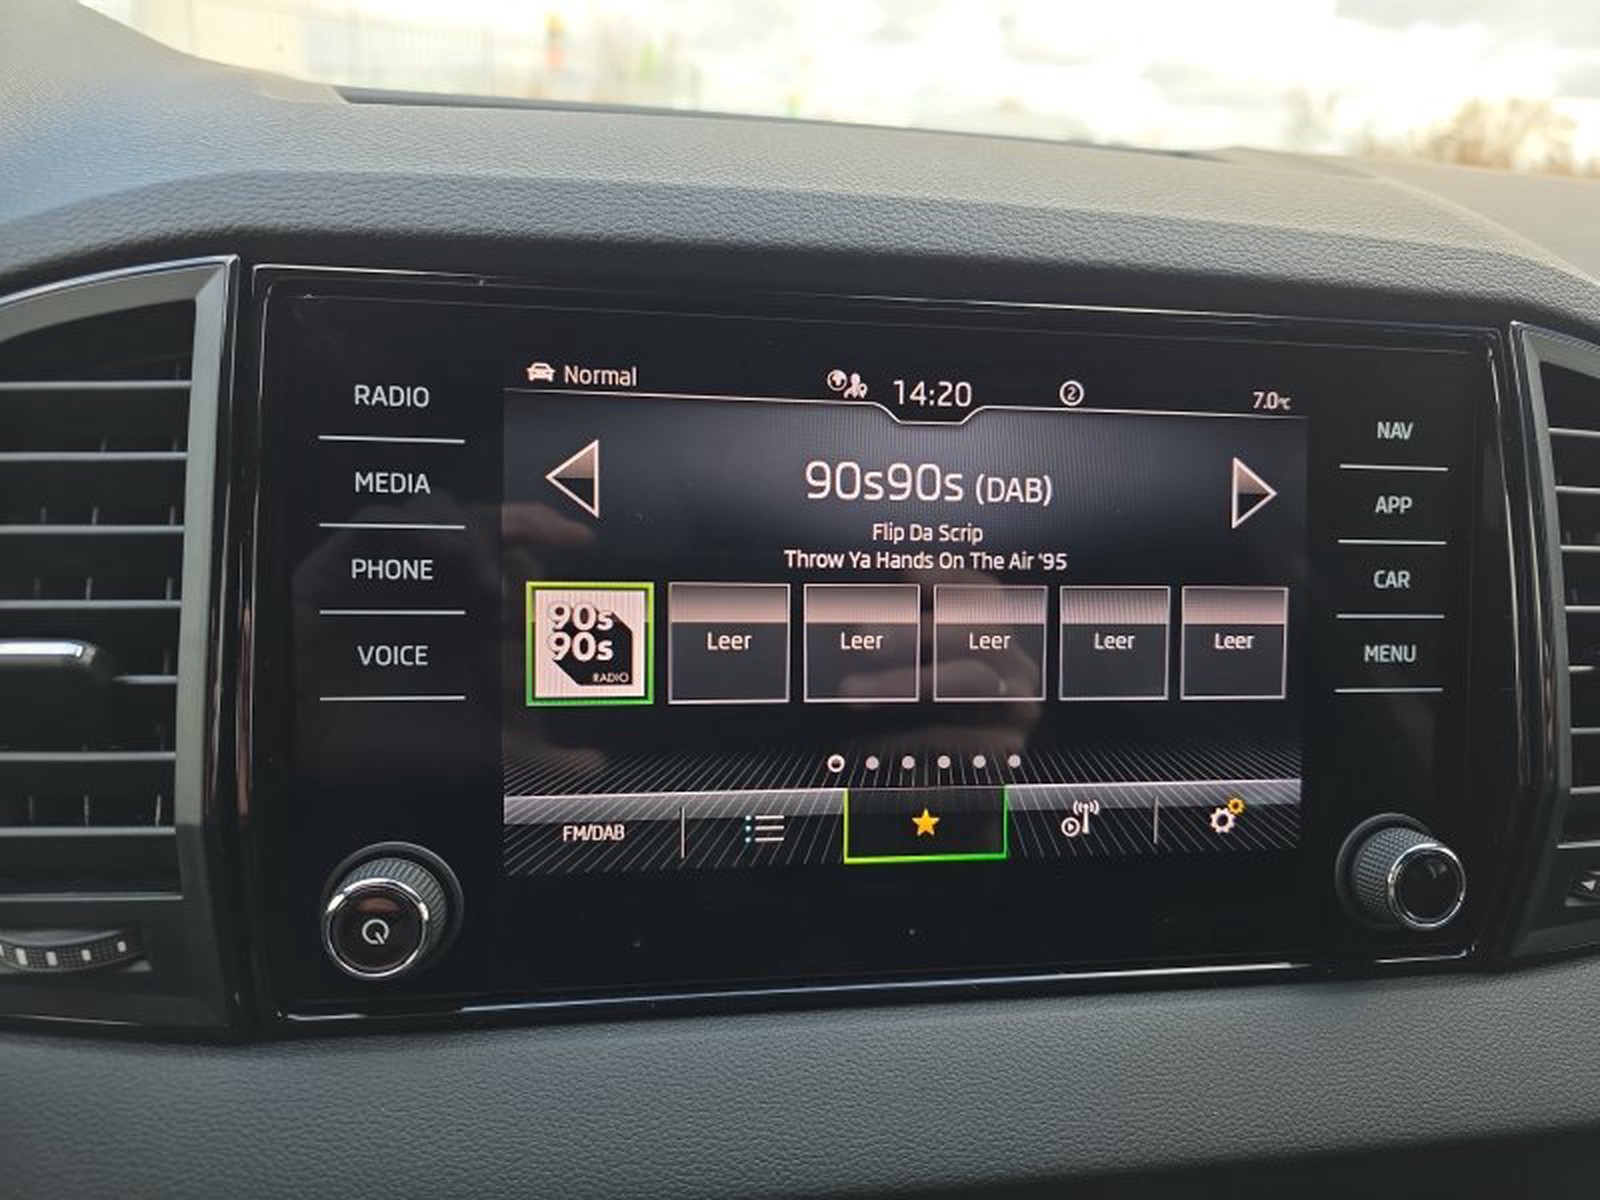 Normal
14:20
2
7.0°C
RADIO
MEDIA
PHONE
VOICE
90s90s (DAB)
Flip Da Scrip
Throw Ya Hands On The Air '95
90s
90s
RADIO
Leer
Leer
Leer
Leer
Leer
FM/DAB
NAV
APP
CAR
MENU